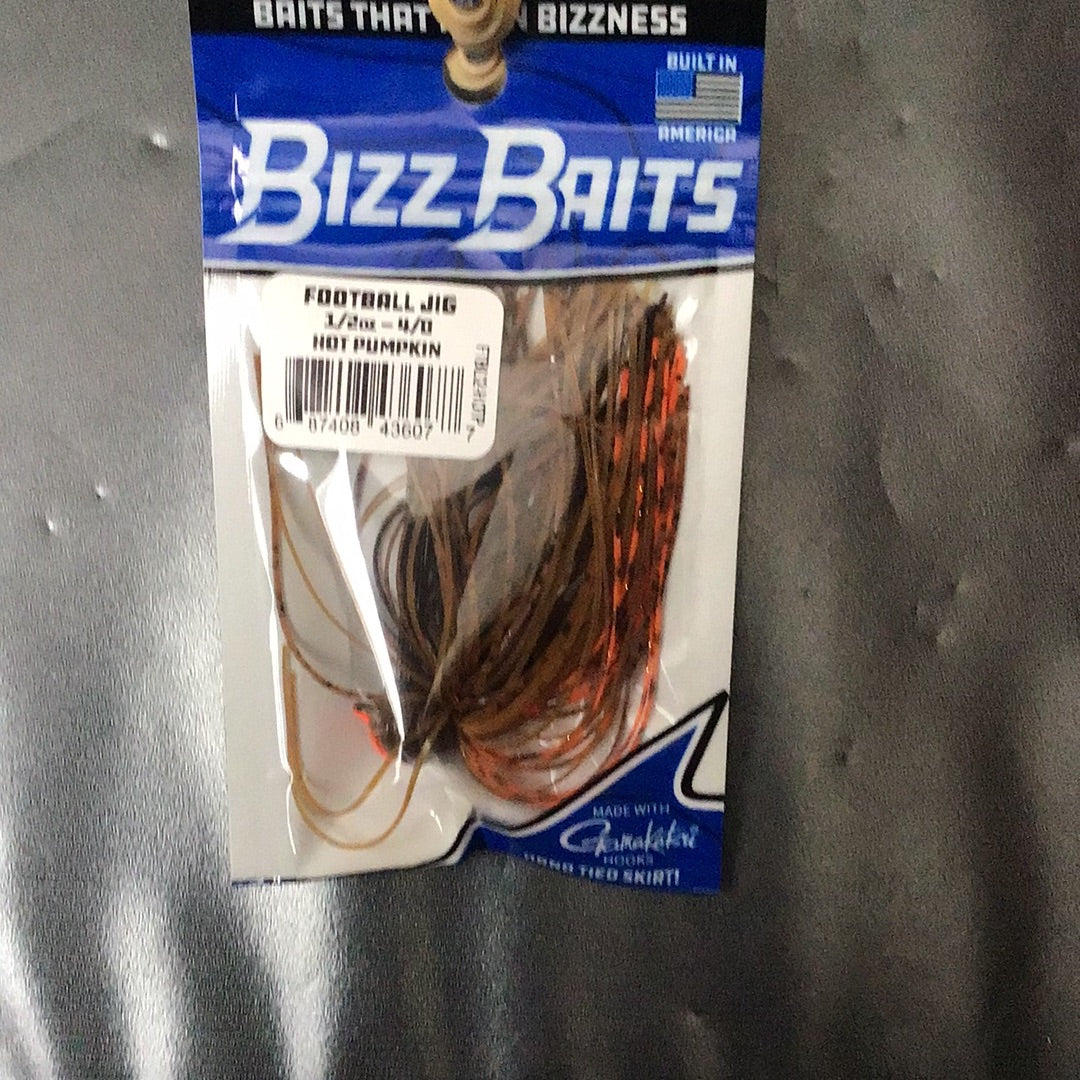 BAITS THAT N BIZZNESS
BUILT IN
AMERICA
BIZZ BAITS
FOOTBALL JIG
1/2oz - 4/0
HOT PUMPKIN
6 87408 43607 7
MADE WITH
Gamakatsu
HOOKS
HAND TIED SKIRT!